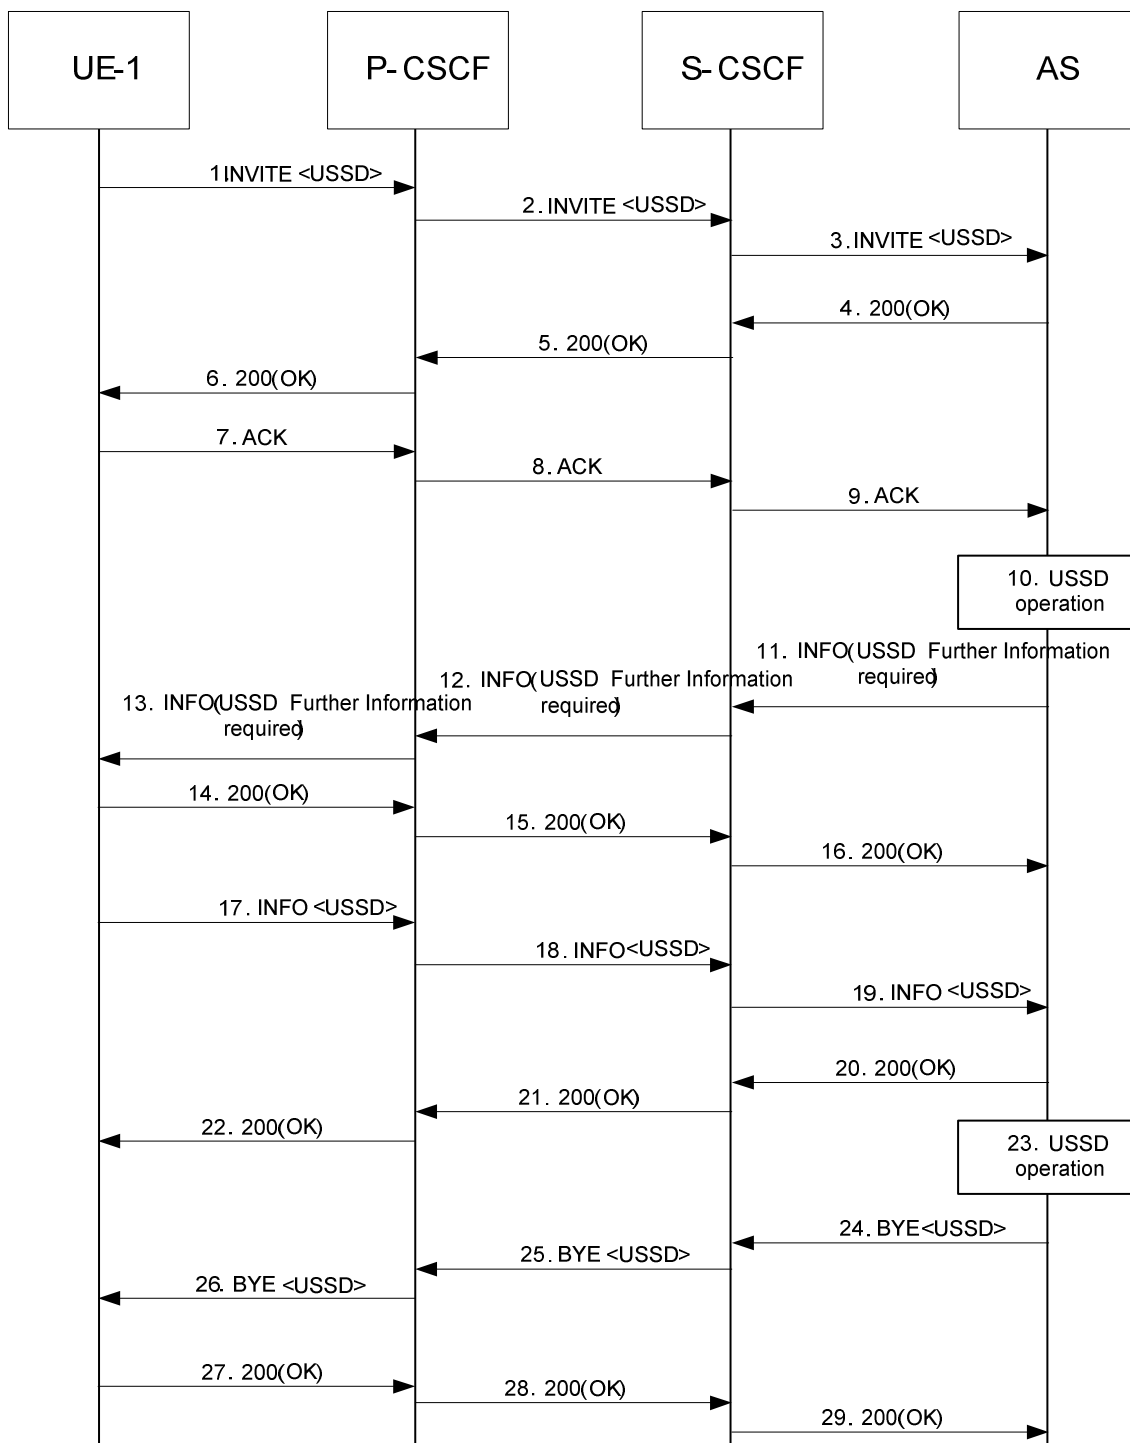 UE-1
P-CSCF
S-CSCF
AS
1.INVITE <USSD>
2. INVITE <USSD>
3. INVITE <USSD>
4. 200(OK)
5. 200(OK)
6. 200(OK)
7. ACK
8. ACK
9. ACK
10. USSD
operation
11. INFO(USSD Further Information
required)
12. INFO(USSD Further Information
required)
13. INFO(USSD Further Information
required)
14. 200(OK)
15. 200(OK)
16. 200(OK)
17. INFO <USSD>
18. INFO<USSD>
19. INFO <USSD>
20. 200(OK)
21. 200(OK)
22. 200(OK)
23. USSD
operation
24. BYE<USSD>
25. BYE <USSD>
26. BYE <USSD>
27. 200(OK)
28. 200(OK)
29. 200(OK)